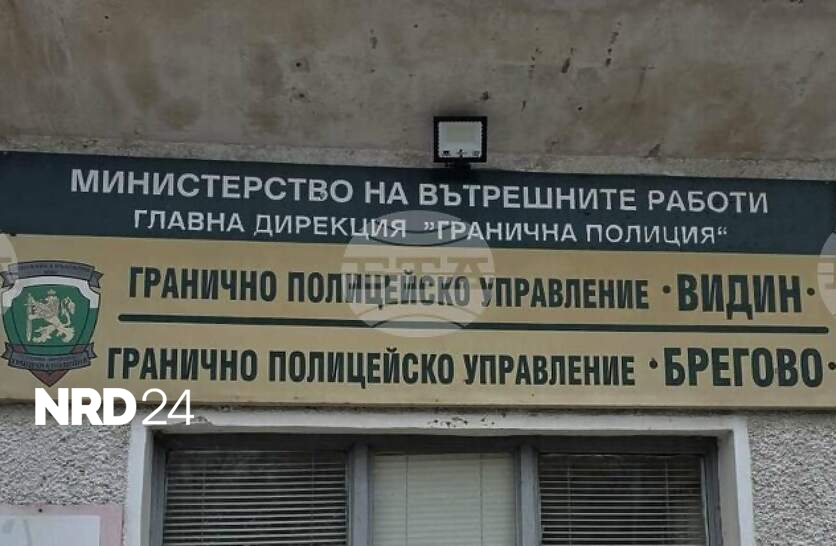 МИНИСТЕРСТВО НА ВЪТРЕШНИТЕ РАБОТИ
ГЛАВНА ДИРЕКЦИЯ ”ГРАНИЧНА ПОЛИЦИЯ“
ГРАНИЧНО ПОЛИЦЕЙСКО УПРАВЛЕНИЕ · ВИДИН ·
ГРАНИЧНО ПОЛИЦЕЙСКО УПРАВЛЕНИЕ · БРЕГОВО ·
NRD24